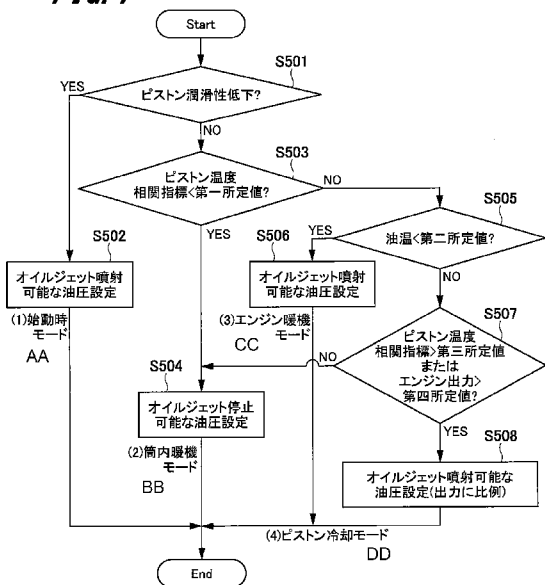 Start
S501
YES
ピストン潤滑性低下?
NO
S503
ピストン温度
相関指標<第一所定値?
NO
YES
S505
油温<第二所定値?
YES
NO
S502
オイルジェット噴射
可能な油圧設定
(1)始動時
モード
AA
S506
オイルジェット噴射
可能な油圧設定
(3)エンジン暖機
モード
CC
S507
ピストン温度
相関指標>第三所定値
または
エンジン出力>
第四所定値?
NO
YES
S504
オイルジェット停止
可能な油圧設定
(2)筒内暖機
モード
BB
S508
オイルジェット噴射可能な
油圧設定(出力に比例)
(4)ピストン冷却モード
DD
End